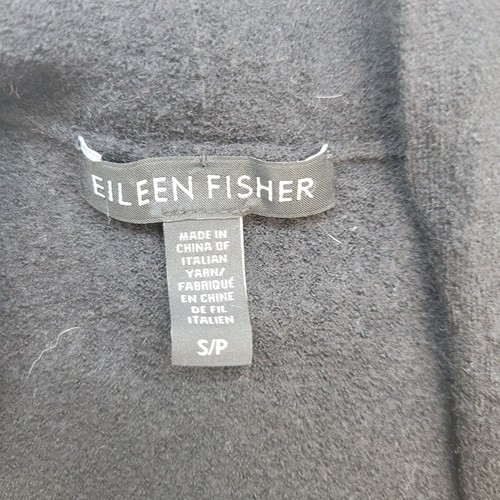 EILEEN FISHER
MADE IN
CHINA OF
ITALIAN
YARN/
FABRIQUÉ
EN CHINE
DE FIL
ITALIEN
S/P